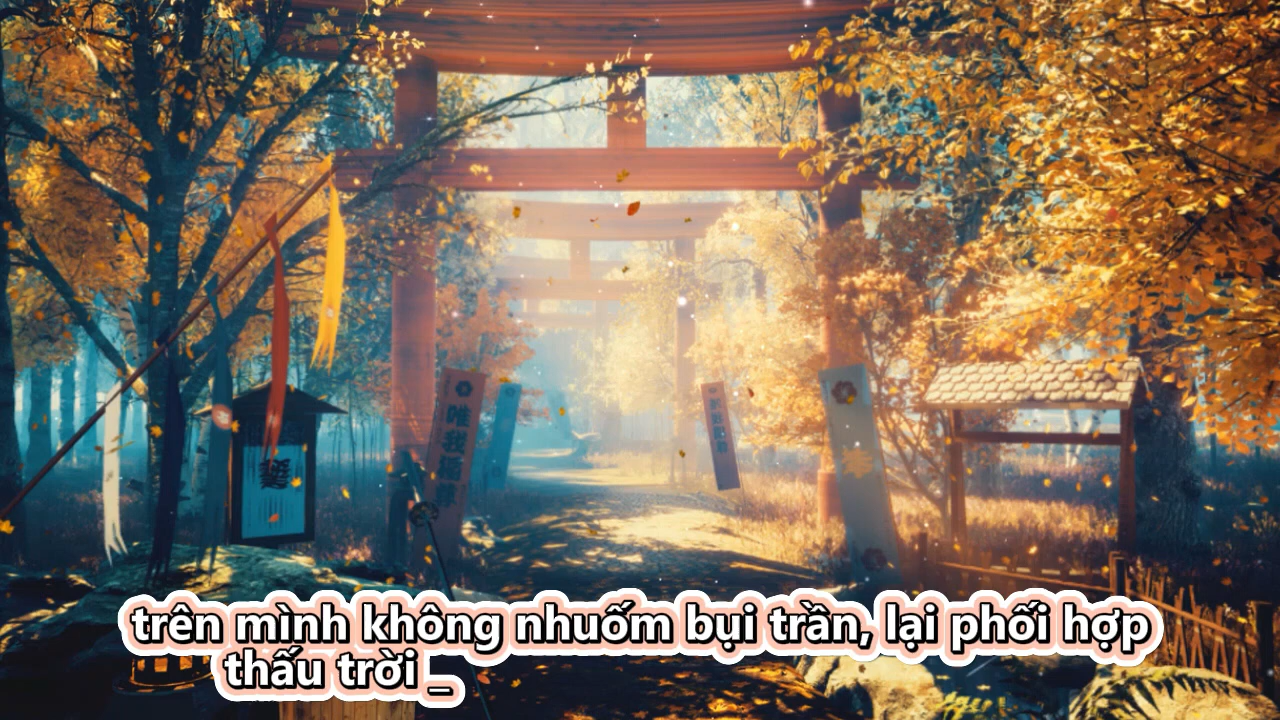 trên mình không nhuốm bụi trần, lại phối hợp
thấu trời _